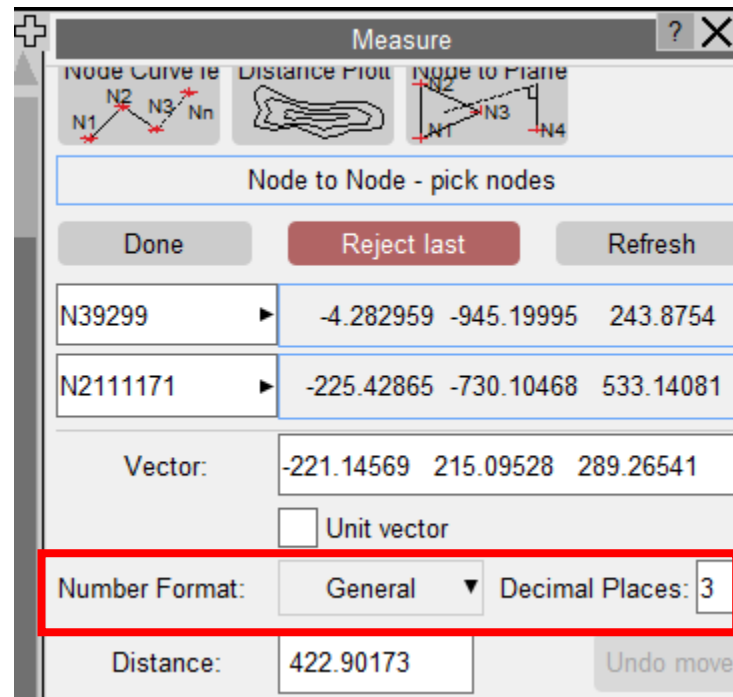 Measure ?
Node Curve le Distance Plott Node to Plane
N1 N2 N3 Nn N2 N1 N3 N4
Node to Node - pick nodes
Done Reject last Refresh
N39299 -4.282959 -945.19995 243.8754
N2111171 -225.42865 -730.10468 533.14081
Vector: -221.14569 215.09528 289.26541
Unit vector
Number Format: General Decimal Places: 3
Distance: 422.90173 Undo move